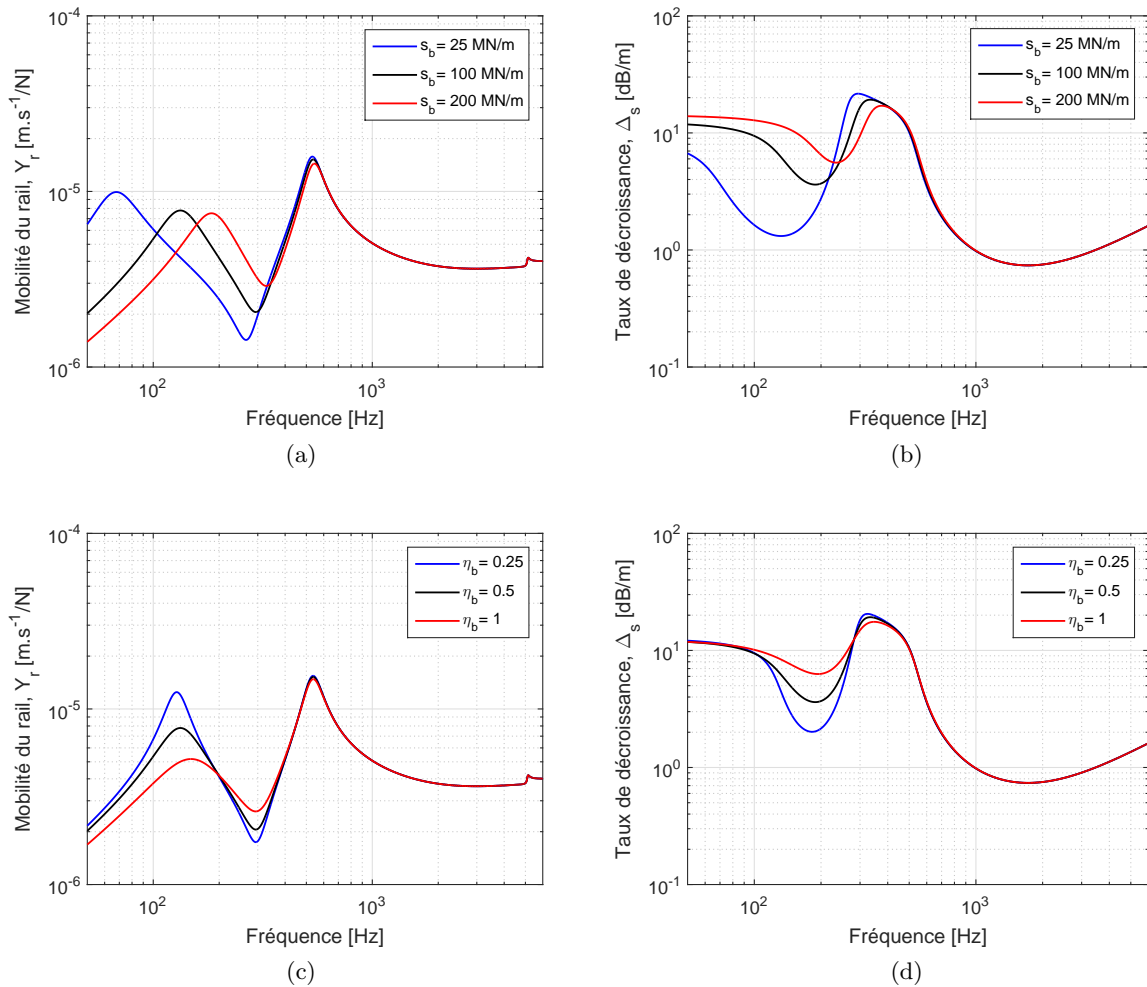 10^-4
10^-5
10^-6
Mobilité du rail, Y_r [m.s^-1/N]
s_b= 25 MN/m
s_b= 100 MN/m
s_b= 200 MN/m
10^2
10^3
Fréquence [Hz]
(a)
10^2
10^1
10^0
10^-1
Taux de décroissance, Δ_s [dB/m]
s_b= 25 MN/m
s_b= 100 MN/m
s_b= 200 MN/m
10^2
10^3
Fréquence [Hz]
(b)
10^-4
10^-5
10^-6
Mobilité du rail, Y_r [m.s^-1/N]
η_b= 0.25
η_b= 0.5
η_b= 1
10^2
10^3
Fréquence [Hz]
(c)
10^2
10^1
10^0
10^-1
Taux de décroissance, Δ_s [dB/m]
η_b= 0.25
η_b= 0.5
η_b= 1
10^2
10^3
Fréquence [Hz]
(d)